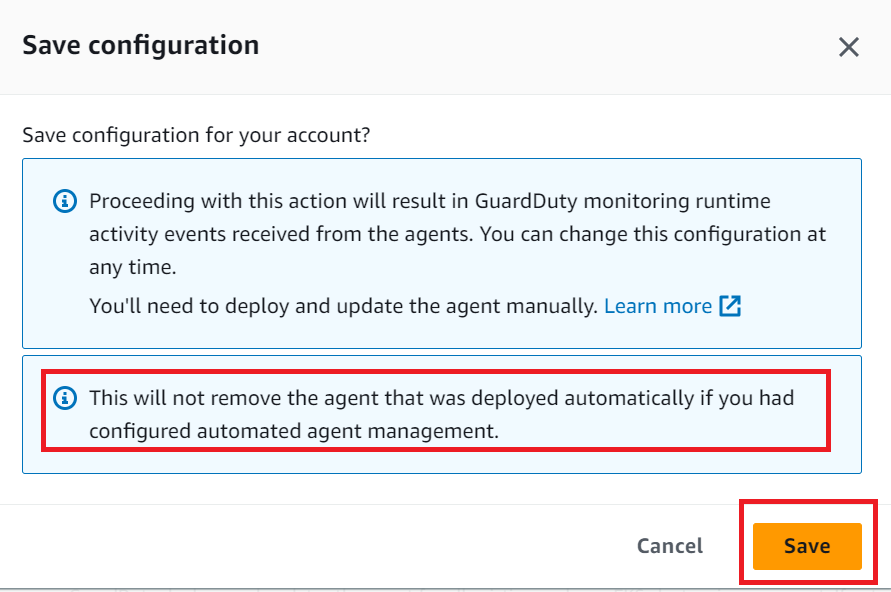 Save configuration
Save configuration for your account?
Proceeding with this action will result in GuardDuty monitoring runtime
activity events received from the agents. You can change this configuration at
any time.
You'll need to deploy and update the agent manually. Learn more
This will not remove the agent that was deployed automatically if you had
configured automated agent management.
Cancel Save